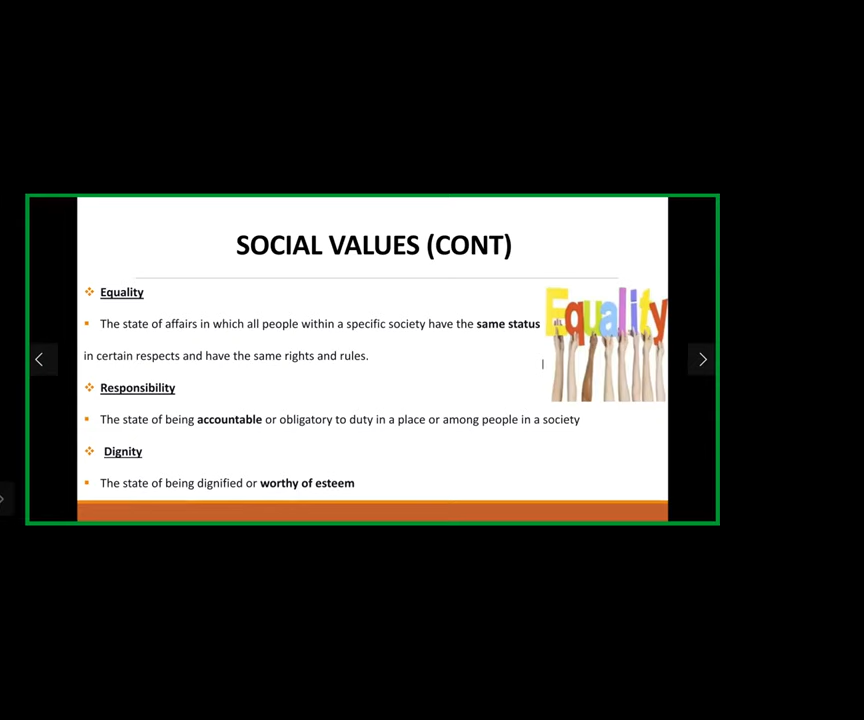 SOCIAL VALUES (CONT)
Equality
The state of affairs in which all people within a specific society have the same status
in certain respects and have the same rights and rules.
Equality
Responsibility
The state of being accountable or obligatory to duty in a place or among people in a society
Dignity
The state of being dignified or worthy of esteem